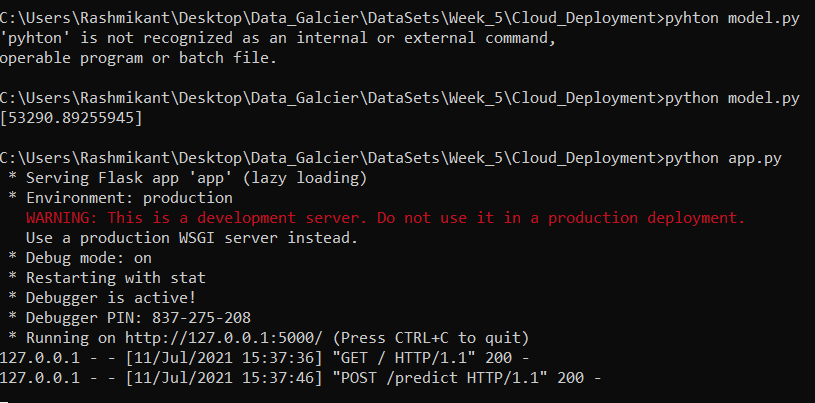 C:\Users\Rashmikant\Desktop\Data_Galcier\DataSets\Week_5\Cloud_Deployment>pyhton model.py
'pyhton' is not recognized as an internal or external command,
operable program or batch file.
C:\Users\Rashmikant\Desktop\Data_Galcier\DataSets\Week_5\Cloud_Deployment>python model.py
[53290.89255945]
C:\Users\Rashmikant\Desktop\Data_Galcier\DataSets\Week_5\Cloud_Deployment>python app.py
* Serving Flask app 'app' (lazy loading)
* Environment: production
WARNING: This is a development server. Do not use it in a production deployment.
Use a production WSGI server instead.
* Debug mode: on
* Restarting with stat
* Debugger is active!
* Debugger PIN: 837-275-208
* Running on http://127.0.0.1:5000/ (Press CTRL+C to quit)
127.0.0.1 - - [11/Jul/2021 15:37:36] "GET / HTTP/1.1" 200 -
127.0.0.1 - - [11/Jul/2021 15:37:46] "POST /predict HTTP/1.1" 200 -